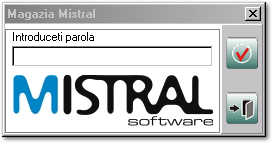 Magazia Mistral
Introduceti parola
MISTRAL
software